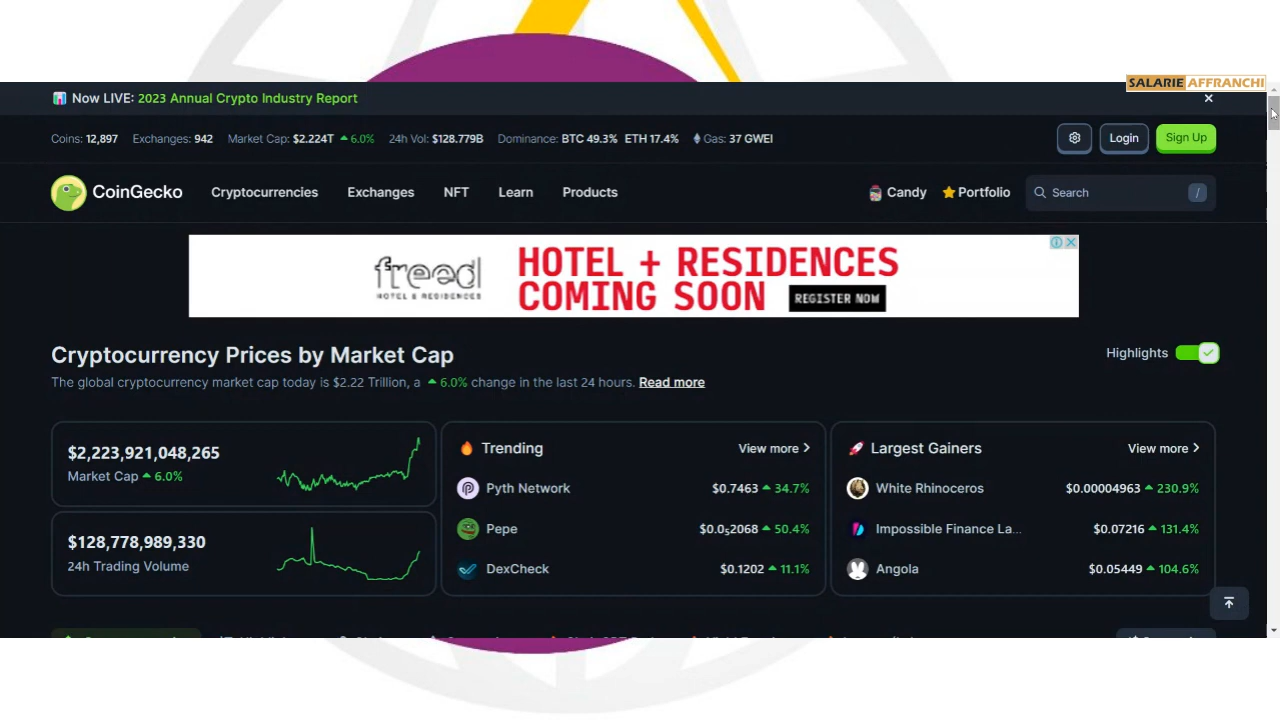 SALARIE AFFRANCHI
Now LIVE: 2023 Annual Crypto Industry Report
Coins: 12,897 Exchanges: 942 Market Cap: $2.224T 6.0% 24h Vol: $128.779B Dominance: BTC 49.3% ETH 17.4% Gas: 37 GWEI
Login
Sign Up
CoinGecko Cryptocurrencies Exchanges NFT Learn Products Candy Portfolio Search /
freed
HOTEL & RESIDENCES
HOTEL + RESIDENCES
COMING SOON REGISTER NOW
Cryptocurrency Prices by Market Cap
Highlights
The global cryptocurrency market cap today is $2.22 Trillion, a 6.0% change in the last 24 hours. Read more
$2,223,921,048,265
Market Cap 6.0%
$128,778,989,330
24h Trading Volume
Trending View more
Pyth Network $0.7463 34.7%
Pepe $0.0₅2068 50.4%
DexCheck $0.1202 11.1%
Largest Gainers View more
White Rhinoceros $0.00004963 230.9%
Impossible Finance La... $0.07216 131.4%
Angola $0.05449 104.6%